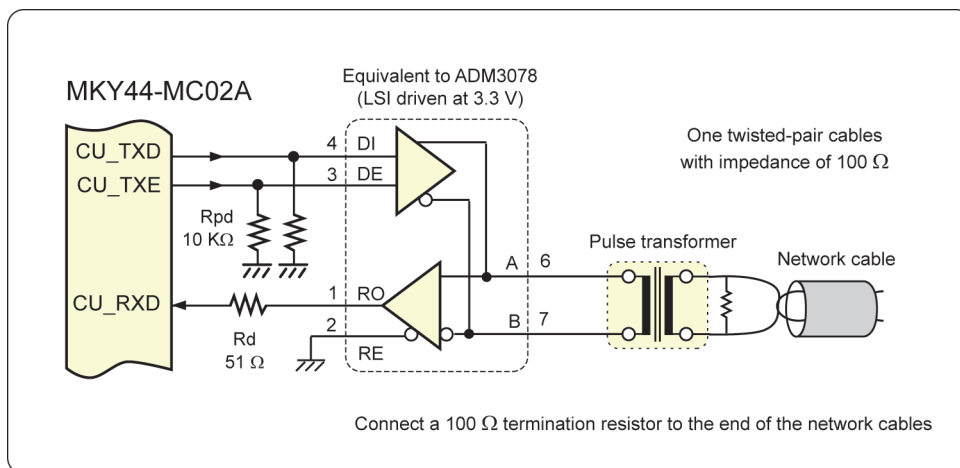 MKY44-MC02A
Equivalent to ADM3078
(LSI driven at 3.3 V)
One twisted-pair cables
with impedance of 100 Ω
CU_TXD
4 DI
CU_TXE
3 DE
Rpd
10 KΩ
Pulse transformer
Network cable
A 6
CU_RXD
1 RO
Rd
51 Ω
2
RE
B 7
Connect a 100 Ω termination resistor to the end of the network cables